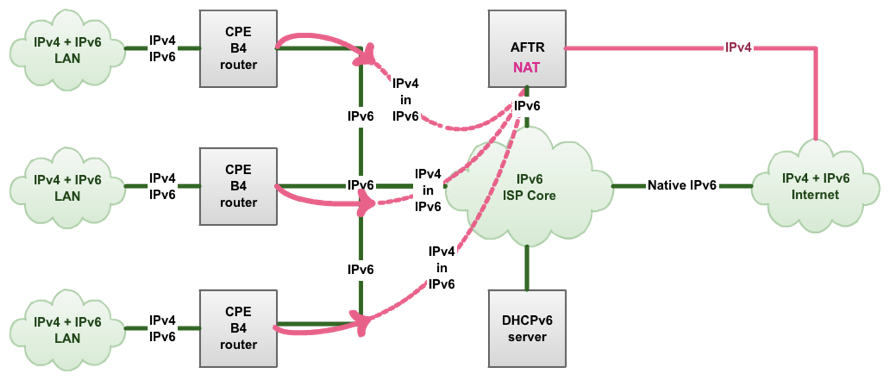 IPv4 + IPv6
LAN
IPv4
IPv6
CPE
B4
router
IPv4
in
IPv6
IPv6
AFTR
NAT
IPv6
IPv4
IPv4 + IPv6
LAN
IPv4
IPv6
CPE
B4
router
IPv6
IPv4
in
IPv6
IPv6
ISP Core
Native IPv6
IPv4 + IPv6
Internet
IPv6
IPv4
in
IPv6
IPv4 + IPv6
LAN
IPv4
IPv6
CPE
B4
router
DHCPv6
server